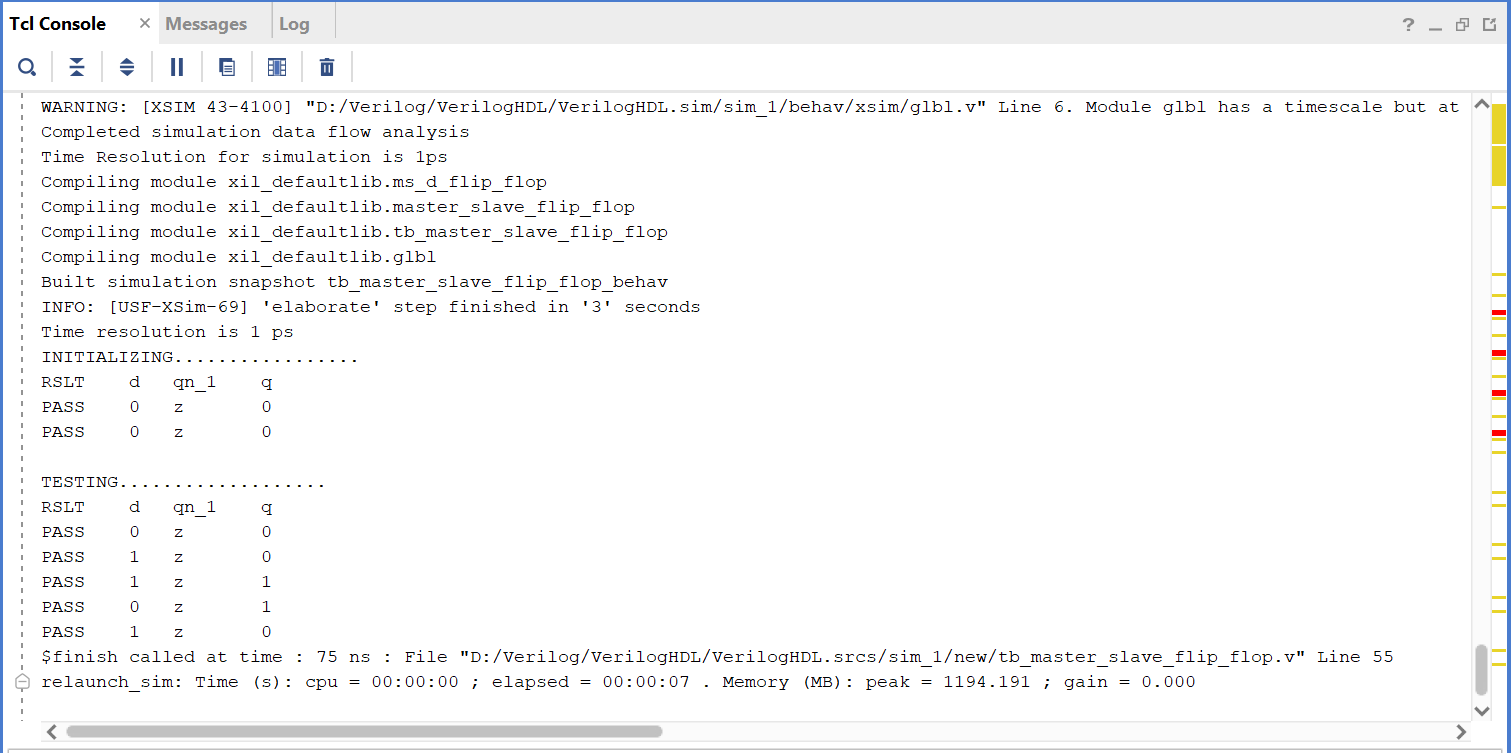 Tcl Console × Messages Log ?
WARNING: [XSIM 43-4100] "D:/Verilog/VerilogHDL/VerilogHDL.sim/sim_1/behav/xsim/glbl.v" Line 6. Module glbl has a timescale but at
Completed simulation data flow analysis
Time Resolution for simulation is 1ps
Compiling module xil_defaultlib.ms_d_flip_flop
Compiling module xil_defaultlib.master_slave_flip_flop
Compiling module xil_defaultlib.tb_master_slave_flip_flop
Compiling module xil_defaultlib.glbl
Built simulation snapshot tb_master_slave_flip_flop_behav
INFO: [USF-XSim-69] 'elaborate' step finished in '3' seconds
Time resolution is 1 ps
INITIALIZING.................
RSLT d qn_1 q
PASS 0 z 0
PASS 0 z 0
TESTING...................
RSLT d qn_1 q
PASS 0 z 0
PASS 1 z 0
PASS 1 z 1
PASS 0 z 1
PASS 1 z 0
$finish called at time : 75 ns : File "D:/Verilog/VerilogHDL/VerilogHDL.srcs/sim_1/new/tb_master_slave_flip_flop.v" Line 55
relaunch_sim: Time (s): cpu = 00:00:00 ; elapsed = 00:00:07 . Memory (MB): peak = 1194.191 ; gain = 0.000